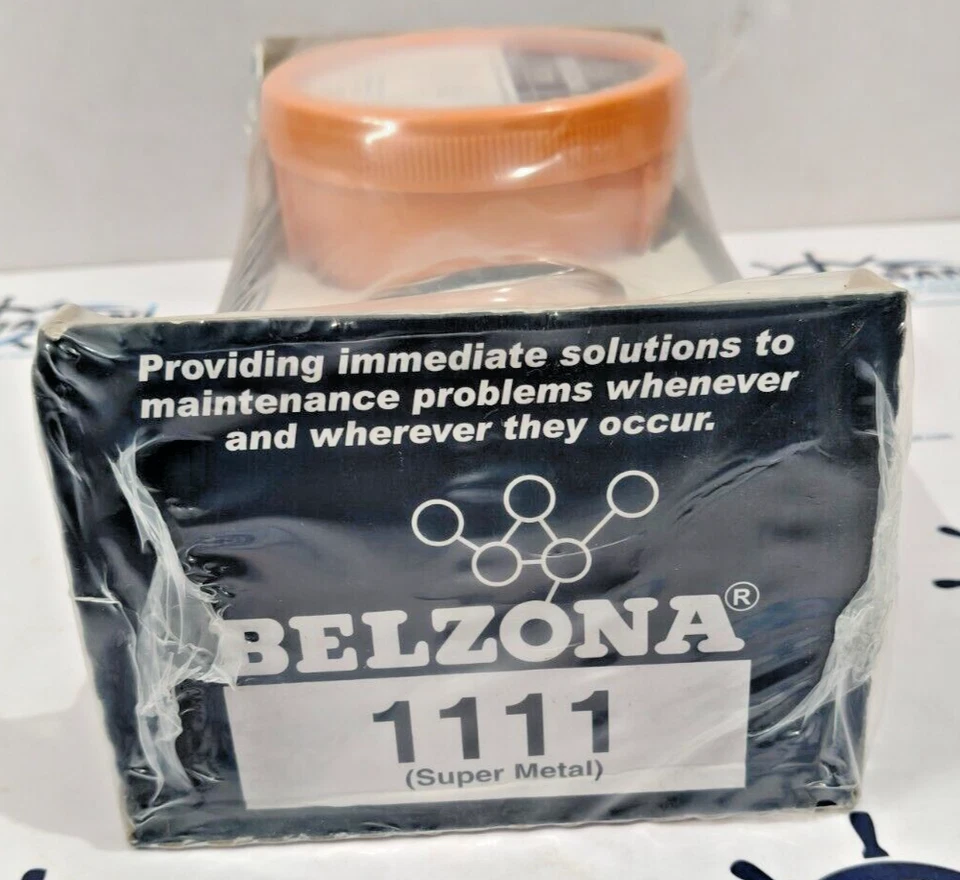 Providing immediate solutions to
maintenance problems whenever
and wherever they occur.
BELZONA®
1111
(Super Metal)